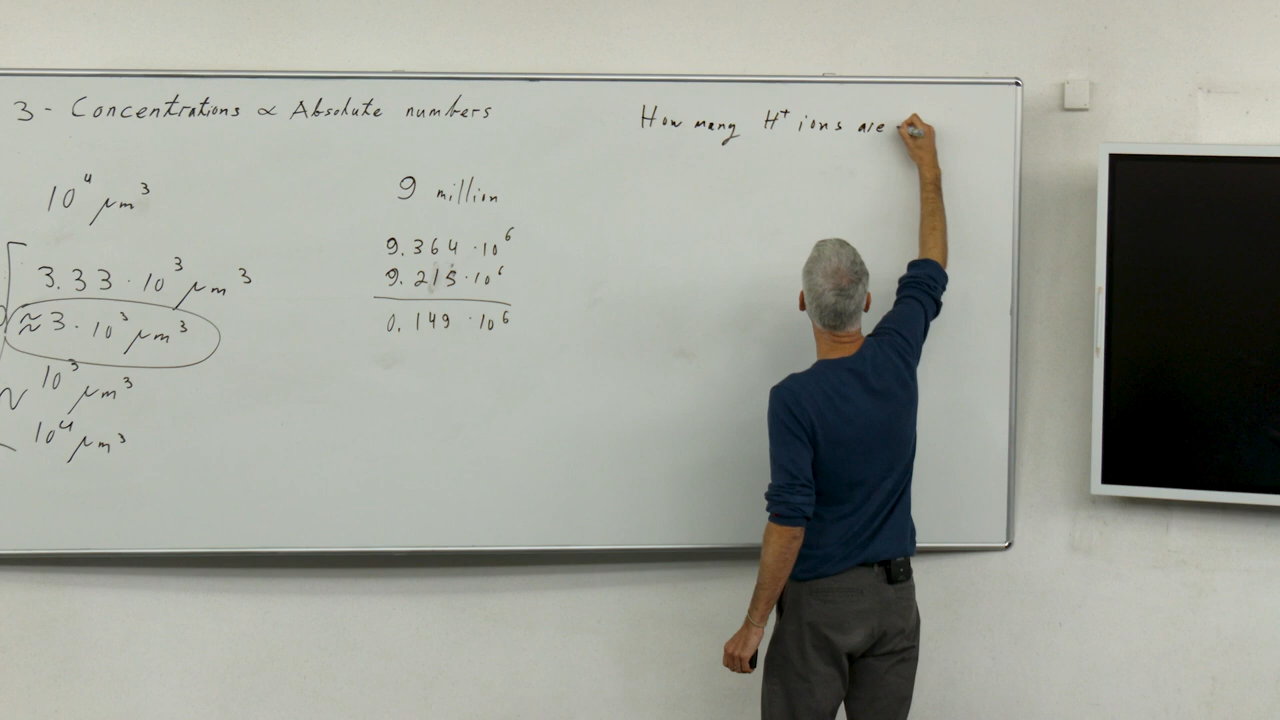 3 - Concentrations ∝ Absolute numbers
10⁴ μm³
3.33 · 10³ μm³
≈ 3 · 10³ μm³
~ 10³ μm³
10⁴ μm³
9 million
9.364 · 10⁶
9.215 · 10⁶
0.149 · 10⁶
How many H⁺ ions are